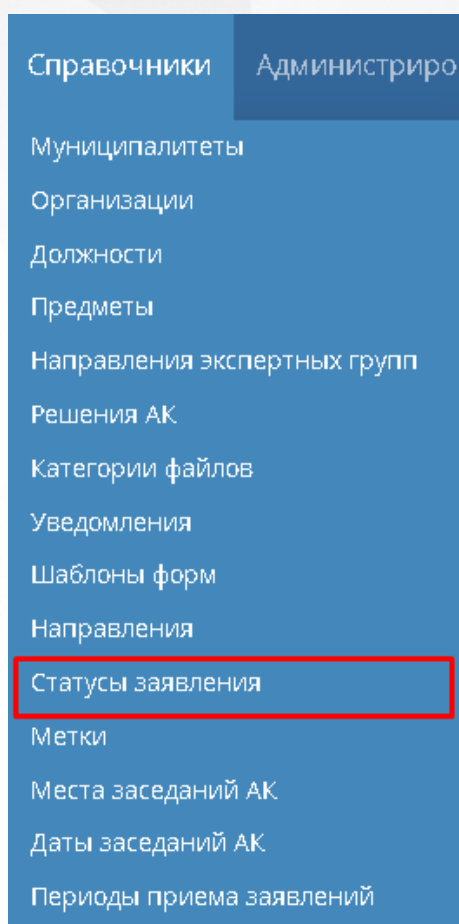 Справочники Администриро
Муниципалитеты
Организации
Должности
Предметы
Направления экспертных групп
Решения АК
Категории файлов
Уведомления
Шаблоны форм
Направления
Статусы заявления
Метки
Места заседаний АК
Даты заседаний АК
Периоды приема заявлений